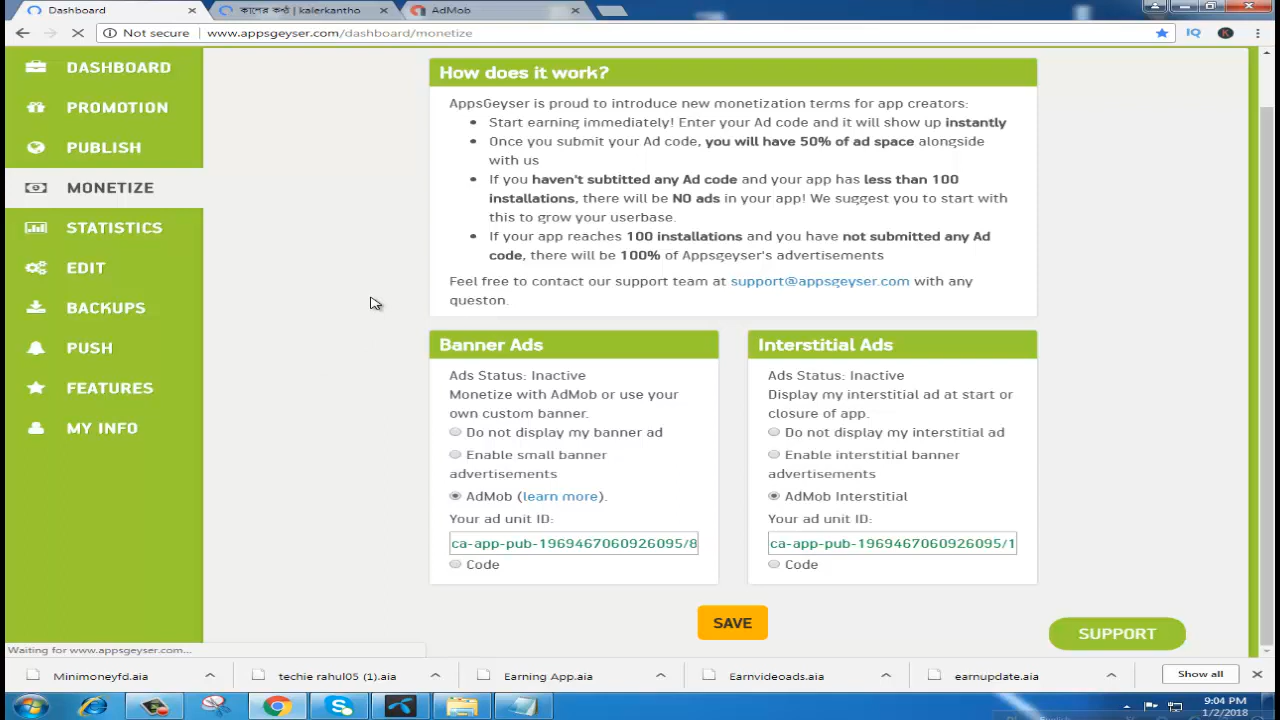 Dashboard
কালের কণ্ঠ | kalerkantho
AdMob
Not secure
www.appsgeyser.com/dashboard/monetize
IQ
K
DASHBOARD
PROMOTION
PUBLISH
MONETIZE
STATISTICS
EDIT
BACKUPS
PUSH
FEATURES
MY INFO
How does it work?
AppsGeyser is proud to introduce new monetization terms for app creators:
Start earning immediately! Enter your Ad code and it will show up instantly
Once you submit your Ad code, you will have 50% of ad space alongside
with us
If you haven't subtitted any Ad code and your app has less than 100
installations, there will be NO ads in your app! We suggest you to start with
this to grow your userbase.
If your app reaches 100 installations and you have not submitted any Ad
code, there will be 100% of Appsgeyser's advertisements
Feel free to contact our support team at support@appsgeyser.com with any
queston.
Banner Ads
Ads Status: Inactive
Monetize with AdMob or use your
own custom banner.
Do not display my banner ad
Enable small banner
advertisements
AdMob (learn more).
Your ad unit ID:
ca-app-pub-1969467060926095/8
Code
Interstitial Ads
Ads Status: Inactive
Display my interstitial ad at start or
closure of app.
Do not display my interstitial ad
Enable interstitial banner
advertisements
AdMob Interstitial
Your ad unit ID:
ca-app-pub-1969467060926095/1
Code
SAVE
SUPPORT
Waiting for www.appsgeyser.com...
Minimoneyfd.aia
techie rahul05 (1).aia
Earning App.aia
Earnvideoads.aia
earnupdate.aia
Show all
9:04 PM
1/2/2018
English